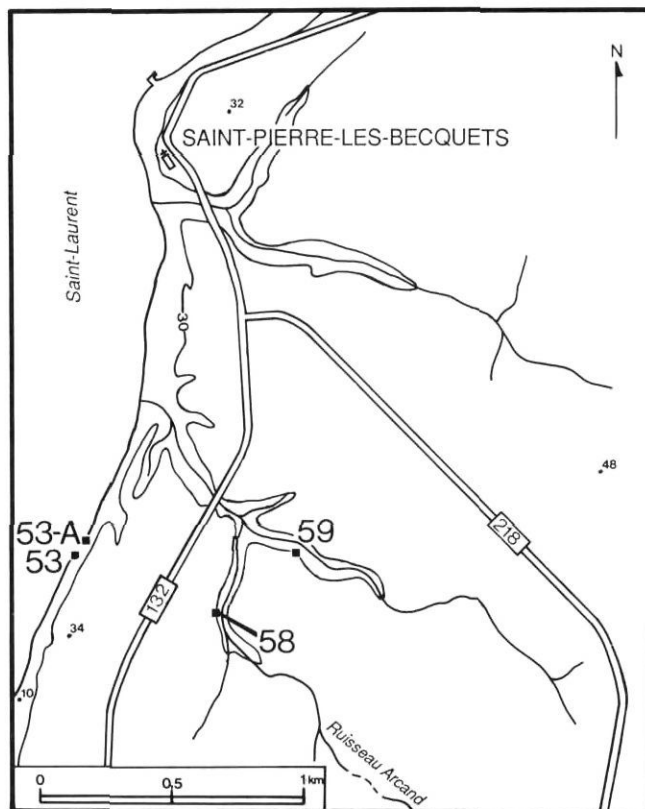 N
32
SAINT-PIERRE-LES-BECQUETS
Saint-Laurent
30
48
53-A
53
59
218
132
58
34
10
Ruisseau Arcand
0 0.5 1 km